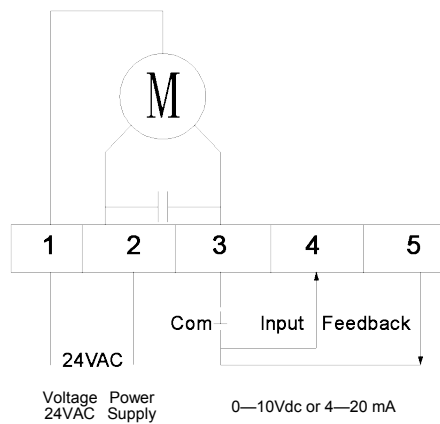 M
1 2 3 4 5
Com Input Feedback
24VAC
Voltage Power
24VAC Supply
0—10Vdc or 4—20 mA